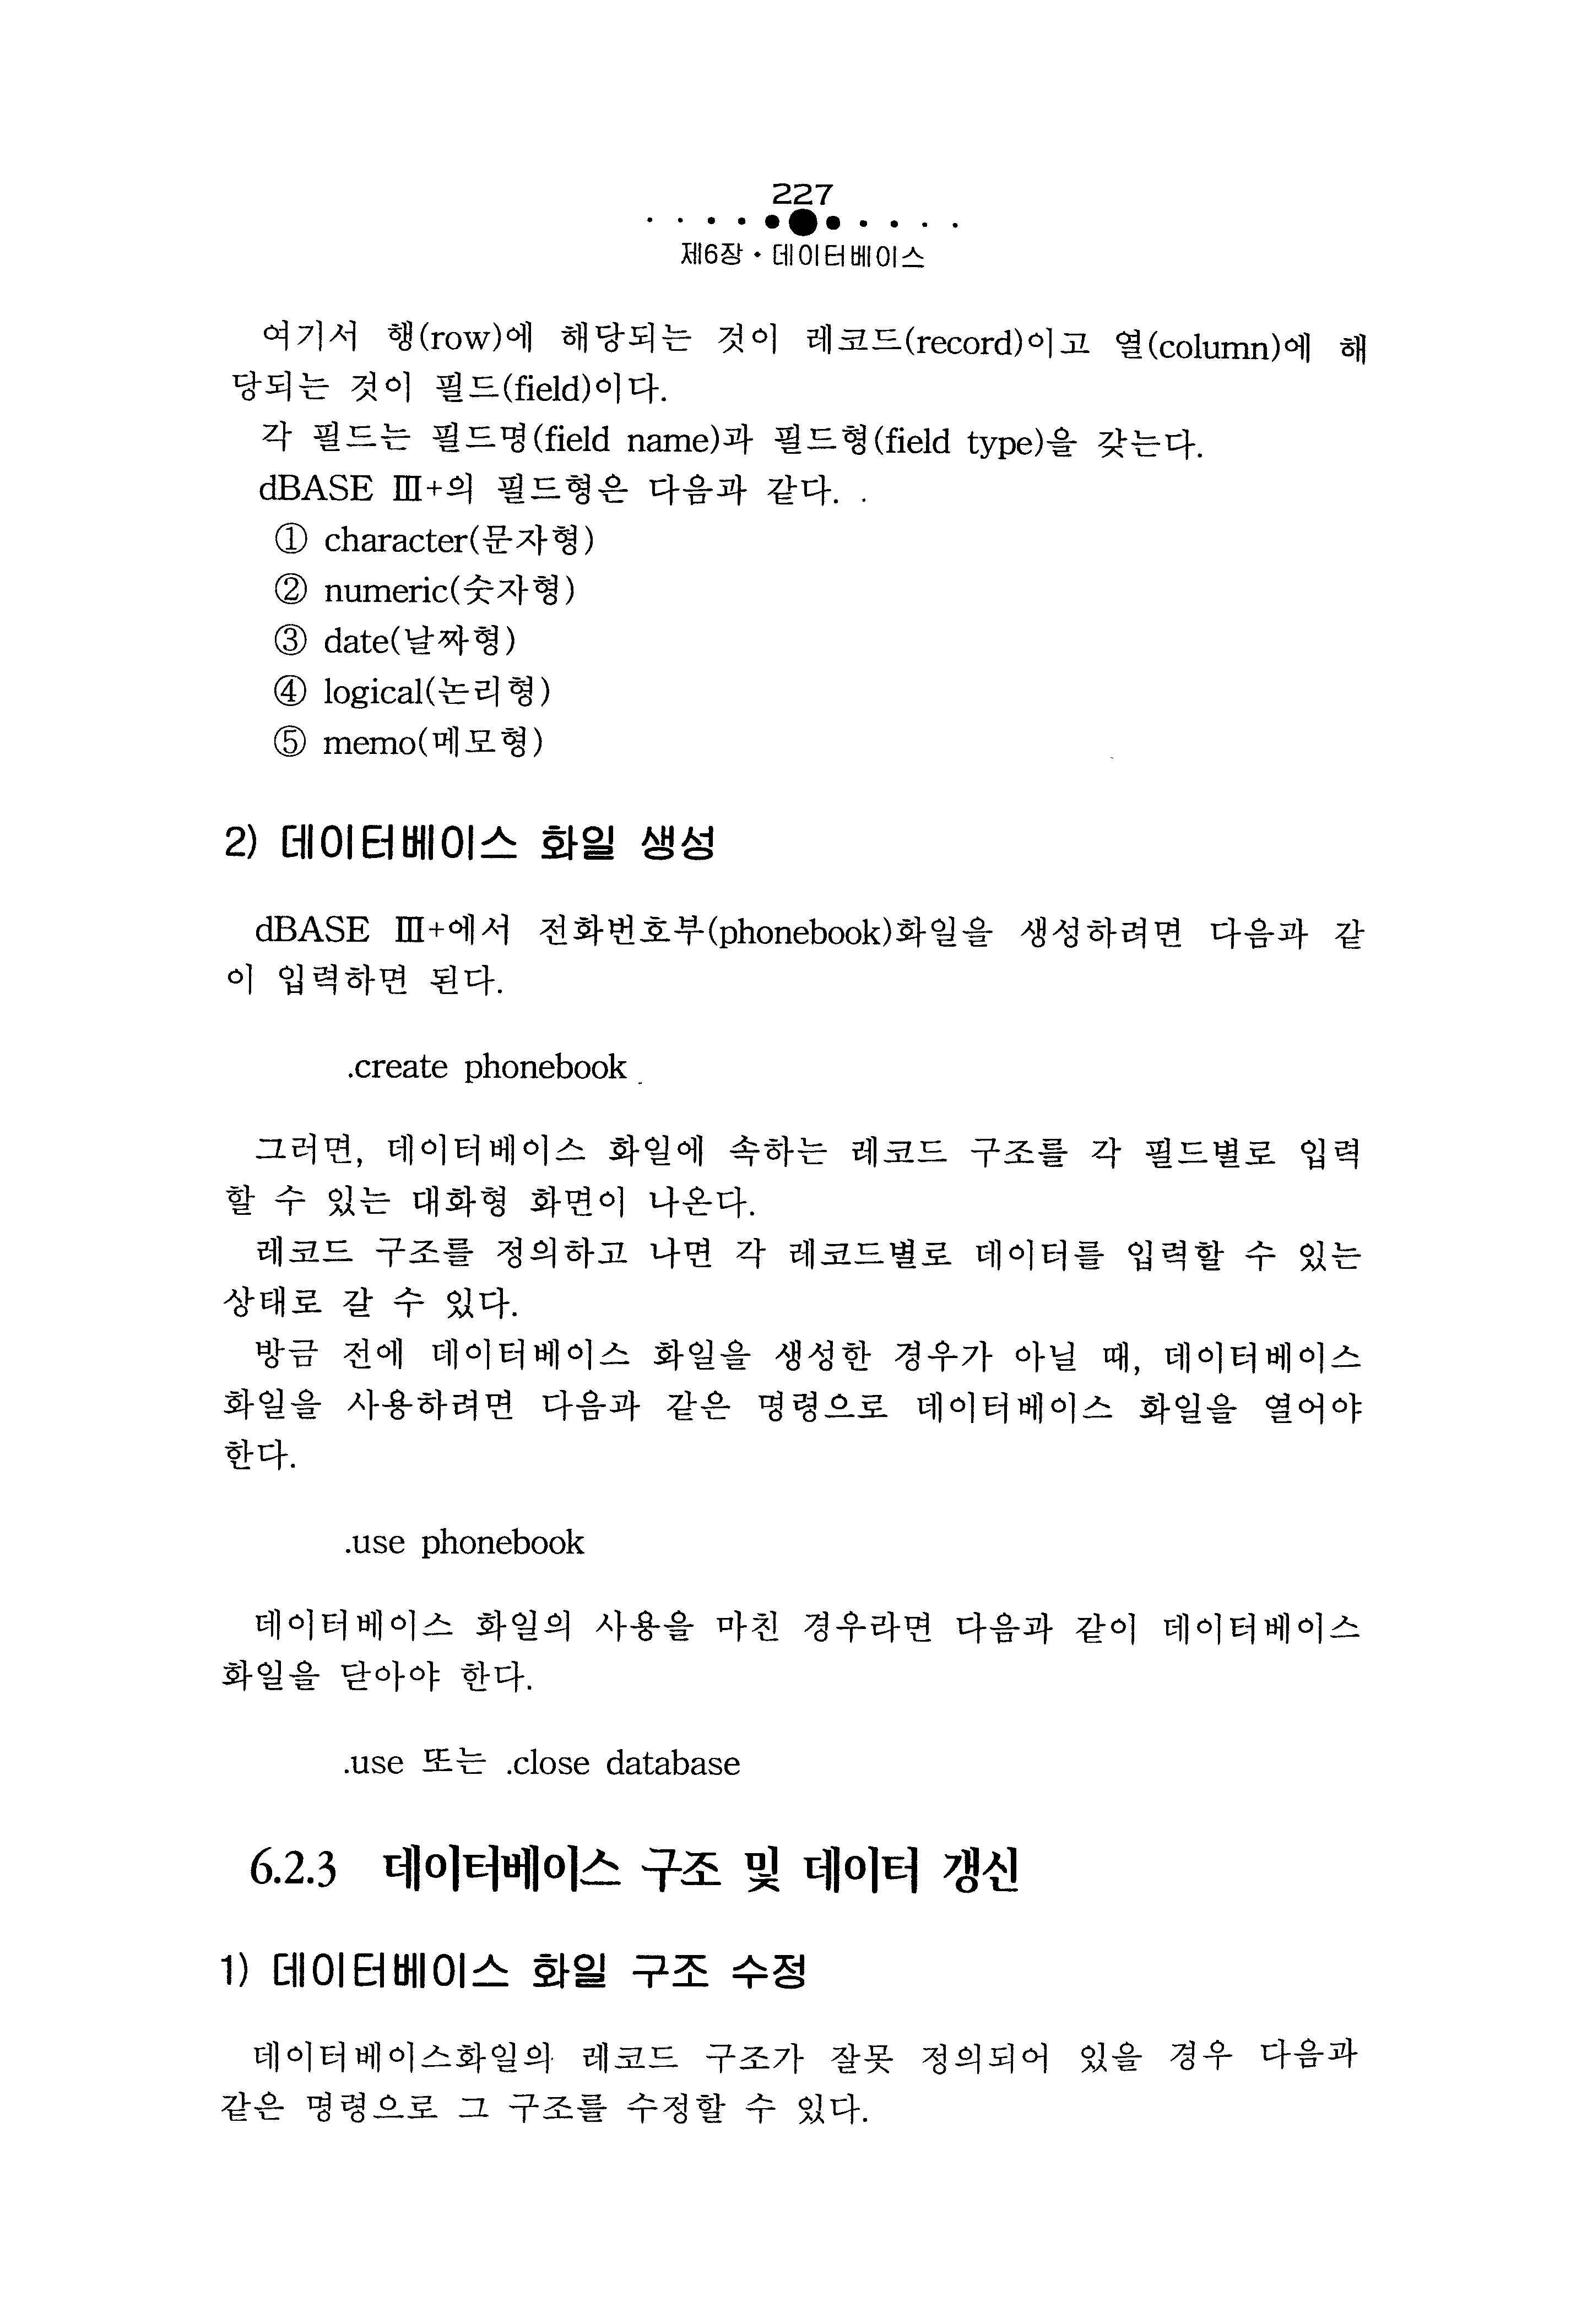 227
제6장 • 데이터베이스
여기서 행(row)에 해당되는 것이 레코드(record)이고 열(column)에 해
당되는 것이 필드(field)이다.
각 필드는 필드명(field name)과 필드형(field type)을 갖는다.
dBASE Ⅲ+의 필드형은 다음과 같다.
① character(문자형)
② numeric(숫자형)
③ date(날짜형)
④ logical(논리형)
⑤ memo(메모형)
2) 데이터베이스 화일 생성
dBASE Ⅲ+에서 전화번호부(phonebook)화일을 생성하려면 다음과 같
이 입력하면 된다.
.create phonebook
그러면, 데이터베이스 화일에 속하는 레코드 구조를 각 필드별로 입력
할 수 있는 대화형 화면이 나온다.
레코드 구조를 정의하고 나면 각 레코드별로 데이터를 입력할 수 있는
상태로 갈 수 있다.
방금 전에 데이터베이스 화일을 생성한 경우가 아닐 때, 데이터베이스
화일을 사용하려면 다음과 같은 명령으로 데이터베이스 화일을 열어야
한다.
.use phonebook
데이터베이스 화일의 사용을 마친 경우라면 다음과 같이 데이터베이스
화일을 닫아야 한다.
.use 또는 .close database
6.2.3 데이터베이스 구조 및 데이터 갱신
1) 데이터베이스 화일 구조 수정
데이터베이스화일의 레코드 구조가 잘못 정의되어 있을 경우 다음과
같은 명령으로 그 구조를 수정할 수 있다.